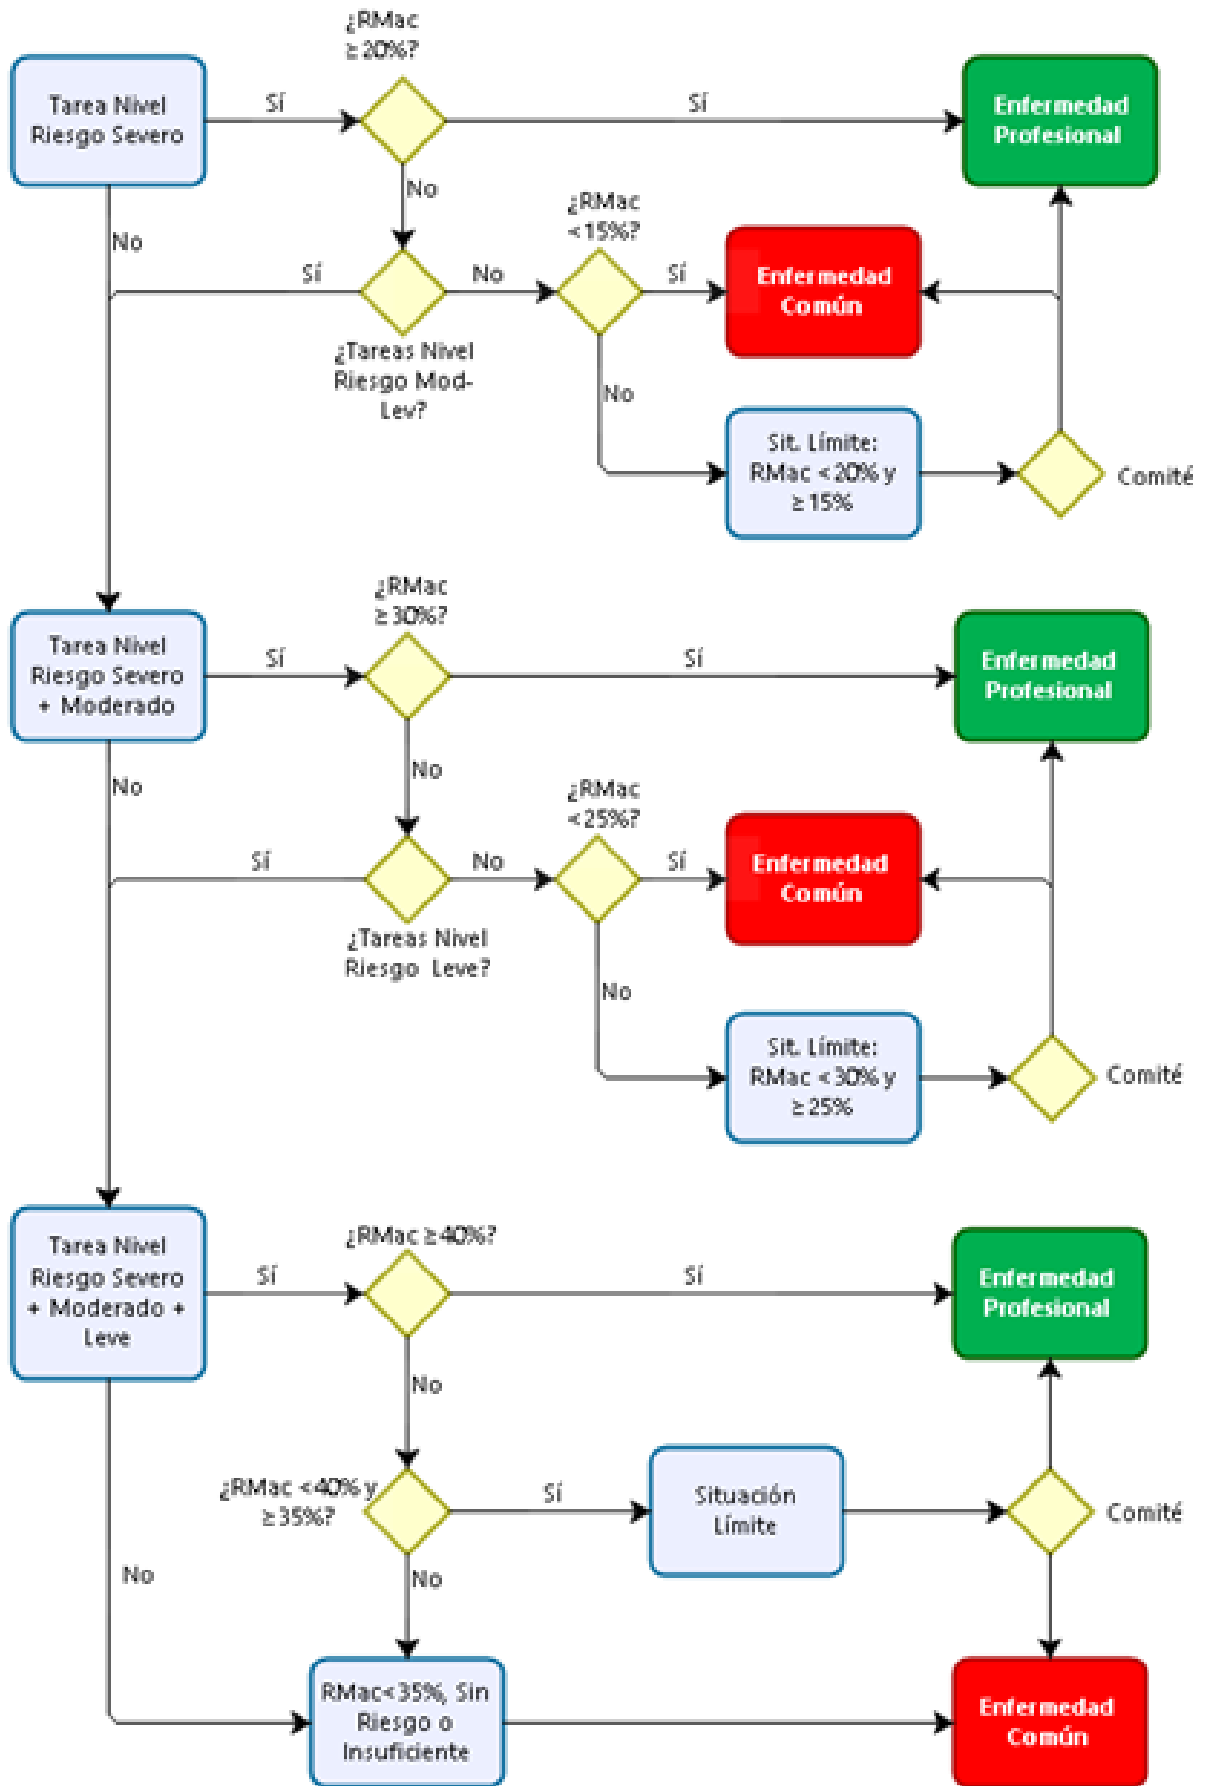 ¿RMac
≥20%?
Tarea Nivel
Riesgo Severo
Sí
Sí
Enfermedad
Profesional
No
¿RMac
<15%?
No
Sí
No
Sí
Enfermedad
Común
¿Tareas Nivel
Riesgo Mod-
Lev?
No
Sit. Límite:
RMac <20% y
≥15%
Comité
¿RMac
≥30%?
Tarea Nivel
Riesgo Severo
+ Moderado
Sí
Sí
Enfermedad
Profesional
No
No
¿RMac
<25%?
Sí
No
Sí
Enfermedad
Común
¿Tareas Nivel
Riesgo Leve?
No
Sit. Límite:
RMac <30% y
≥25%
Comité
¿RMac ≥40%?
Tarea Nivel
Riesgo Severo
+ Moderado +
Leve
Sí
Sí
Enfermedad
Profesional
No
¿RMac <40% y
≥35%?
Sí
Situación
Límite
Comité
No
No
RMac<35%, Sin
Riesgo o
Insuficiente
Enfermedad
Común